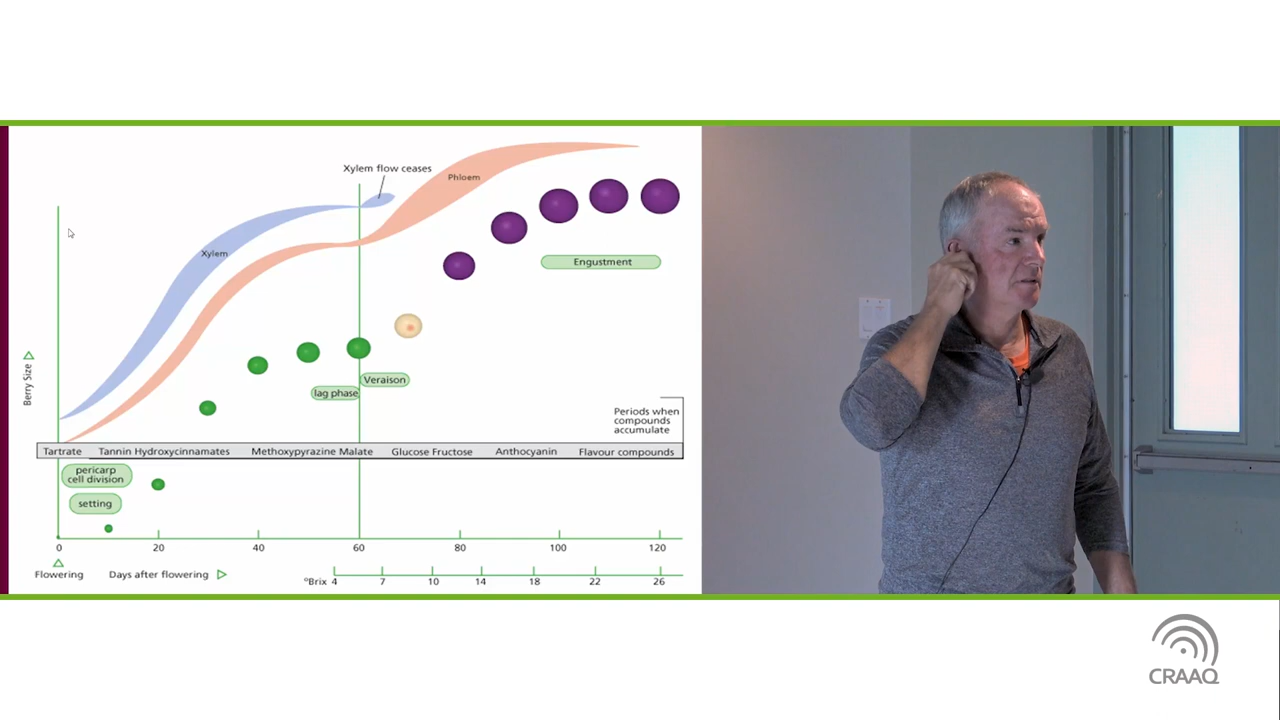 Xylem flow ceases
Phloem
Xylem
Engustment
Berry Size
Veraison
lag phase
Periods when
compounds
accumulate
Tartrate Tannin Hydroxycinnamates Methoxypyrazine Malate Glucose Fructose Anthocyanin Flavour compounds
pericarp
cell division
setting
0 20 40 60 80 100 120
Flowering Days after flowering
°Brix 4 7 10 14 18 22 26
CRAAQ